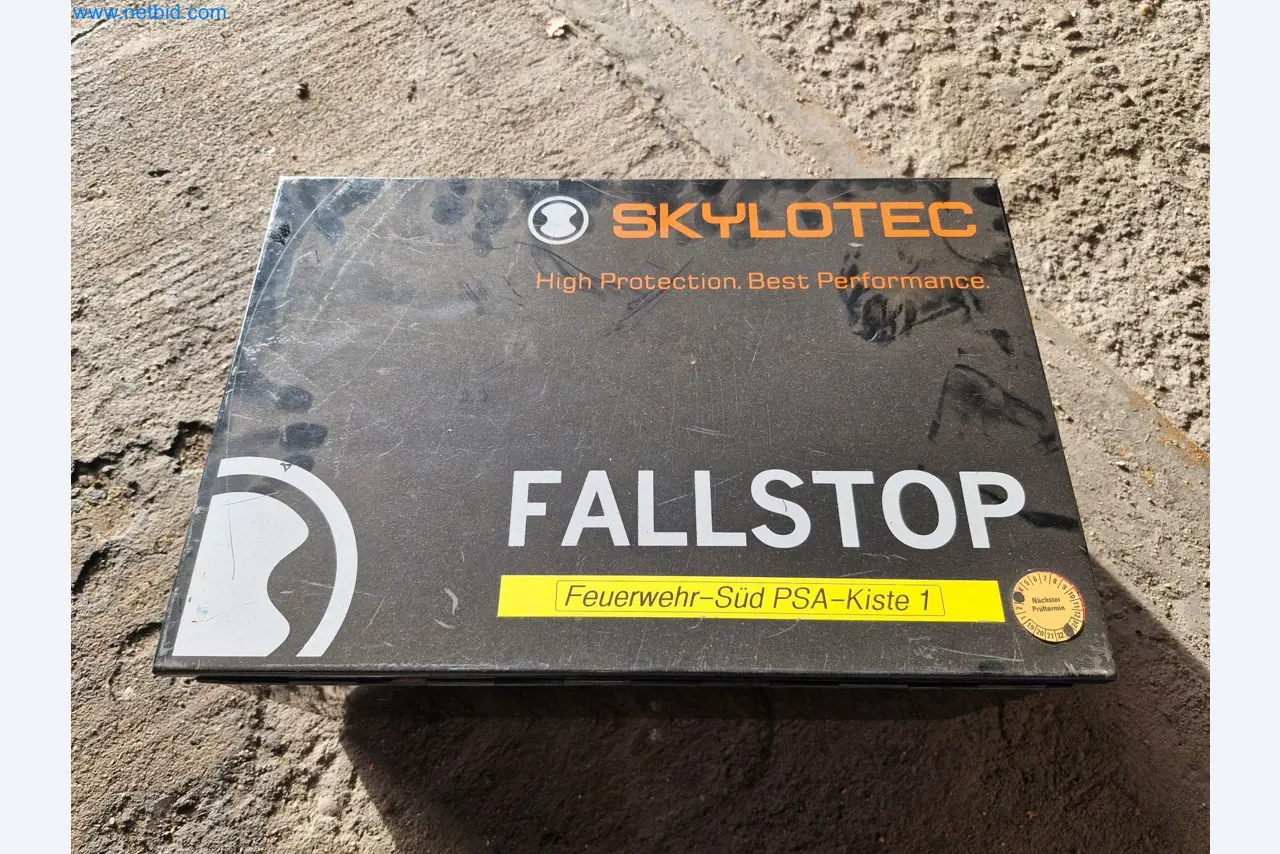 www.netbid.com
SKYLOTEC
High Protection. Best Performance.
FALLSTOP
Feuerwehr-Süd PSA-Kiste 1
Nächster
Prüftermin